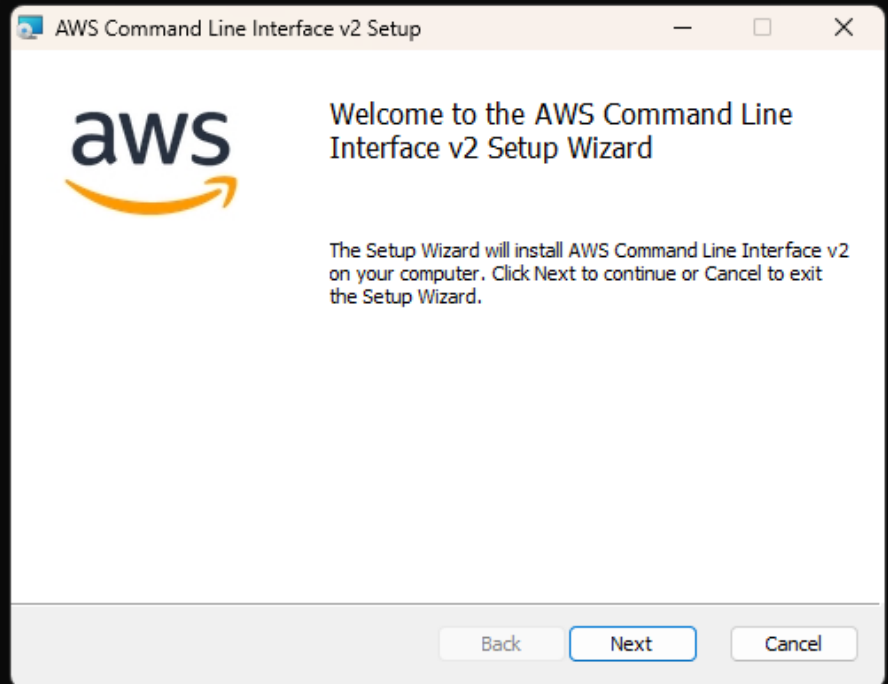 AWS Command Line Interface v2 Setup
aws
Welcome to the AWS Command Line
Interface v2 Setup Wizard
The Setup Wizard will install AWS Command Line Interface v2
on your computer. Click Next to continue or Cancel to exit
the Setup Wizard.
Back
Next
Cancel